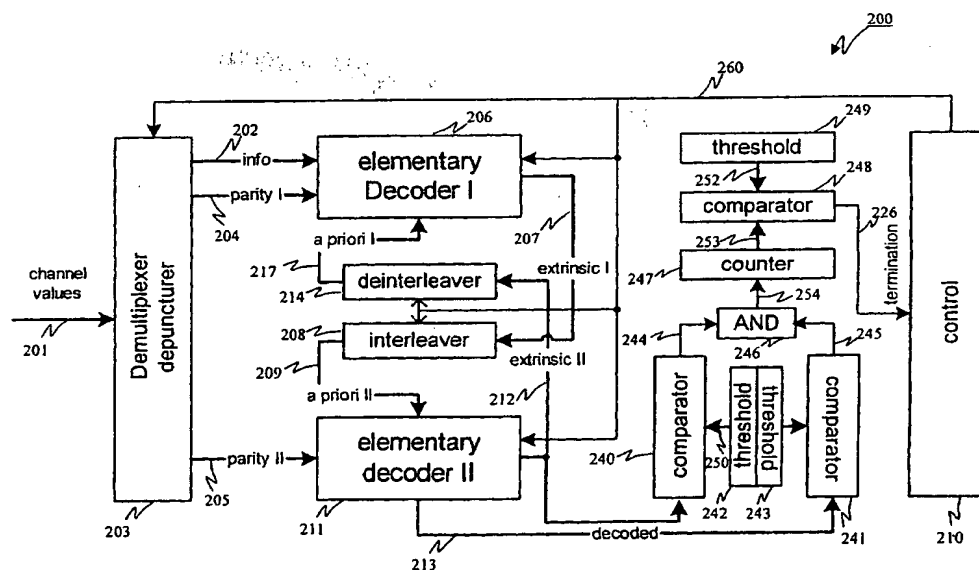 200
260
202
206
249
info
threshold
elementary
Decoder I
252
248
parity I
comparator
226
204
207
253
a priori I
termination
217
extrinsic I
247
counter
channel
values
214
deinterleaver
254
control
Demultiplexer
depuncturer
208
244
AND
245
interleaver
201
extrinsic II
246
209
a priori II
212
comparator
threshold
threshold
comparator
elementary
decoder II
250
parity II
240
205
242
243
203
211
decoded
241
210
213